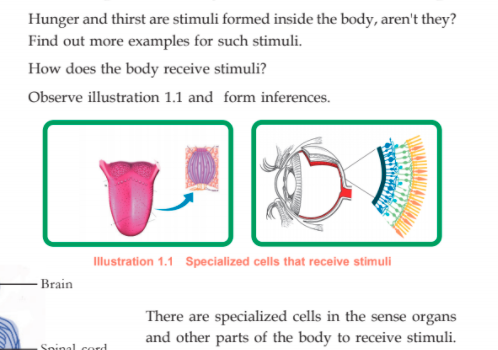 Hunger and thirst are stimuli formed inside the body, aren't they?
Find out more examples for such stimuli.
How does the body receive stimuli?
Observe illustration 1.1 and form inferences.
Illustration 1.1 Specialized cells that receive stimuli
Brain
There are specialized cells in the sense organs
and other parts of the body to receive stimuli.
Spinal cord